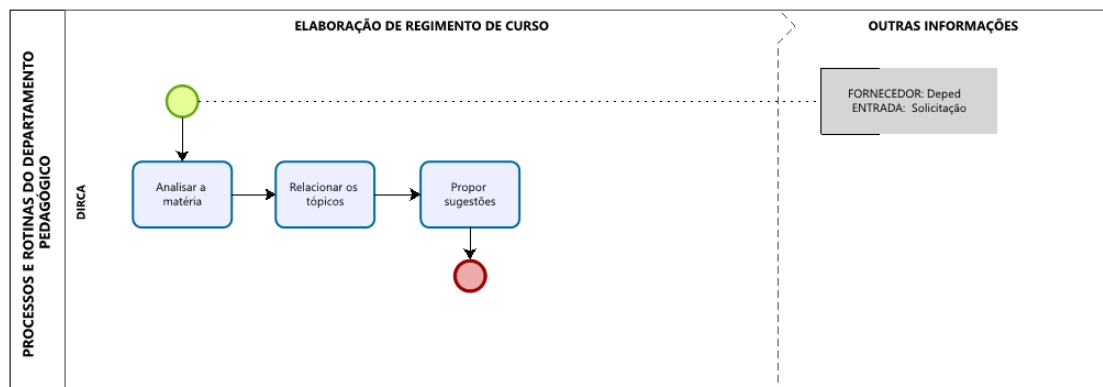 ELABORAÇÃO DE REGIMENTO DE CURSO
OUTRAS INFORMAÇÕES
PROCESSOS E ROTINAS DO DEPARTAMENTO
PEDAGÓGICO
DIRCA
FORNECEDOR: Deped
ENTRADA: Solicitação
Analisar a
matéria
Relacionar os
tópicos
Propor
sugestões